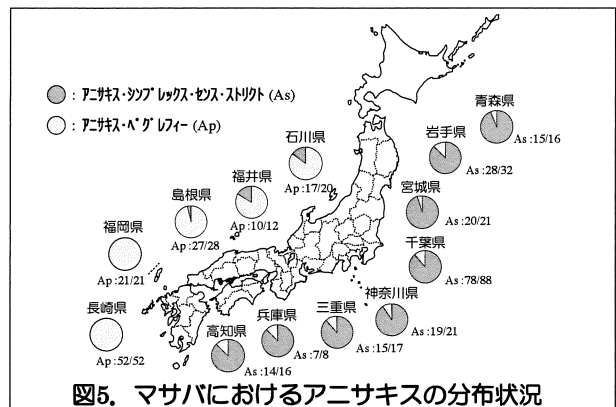 : アニサキス・シンプレックス・センス・ストリクト (As)
: アニサキス・ペグレフィー (Ap)
青森県
As :15/16
岩手県
As :28/32
宮城県
As :20/21
千葉県
As :78/88
神奈川県
As :19/21
三重県
As :15/17
兵庫県
As :7/8
高知県
As :14/16
石川県
Ap :17/20
福井県
Ap :10/12
島根県
Ap :27/28
福岡県
Ap :21/21
長崎県
Ap :52/52
図5. マサバにおけるアニサキスの分布状況